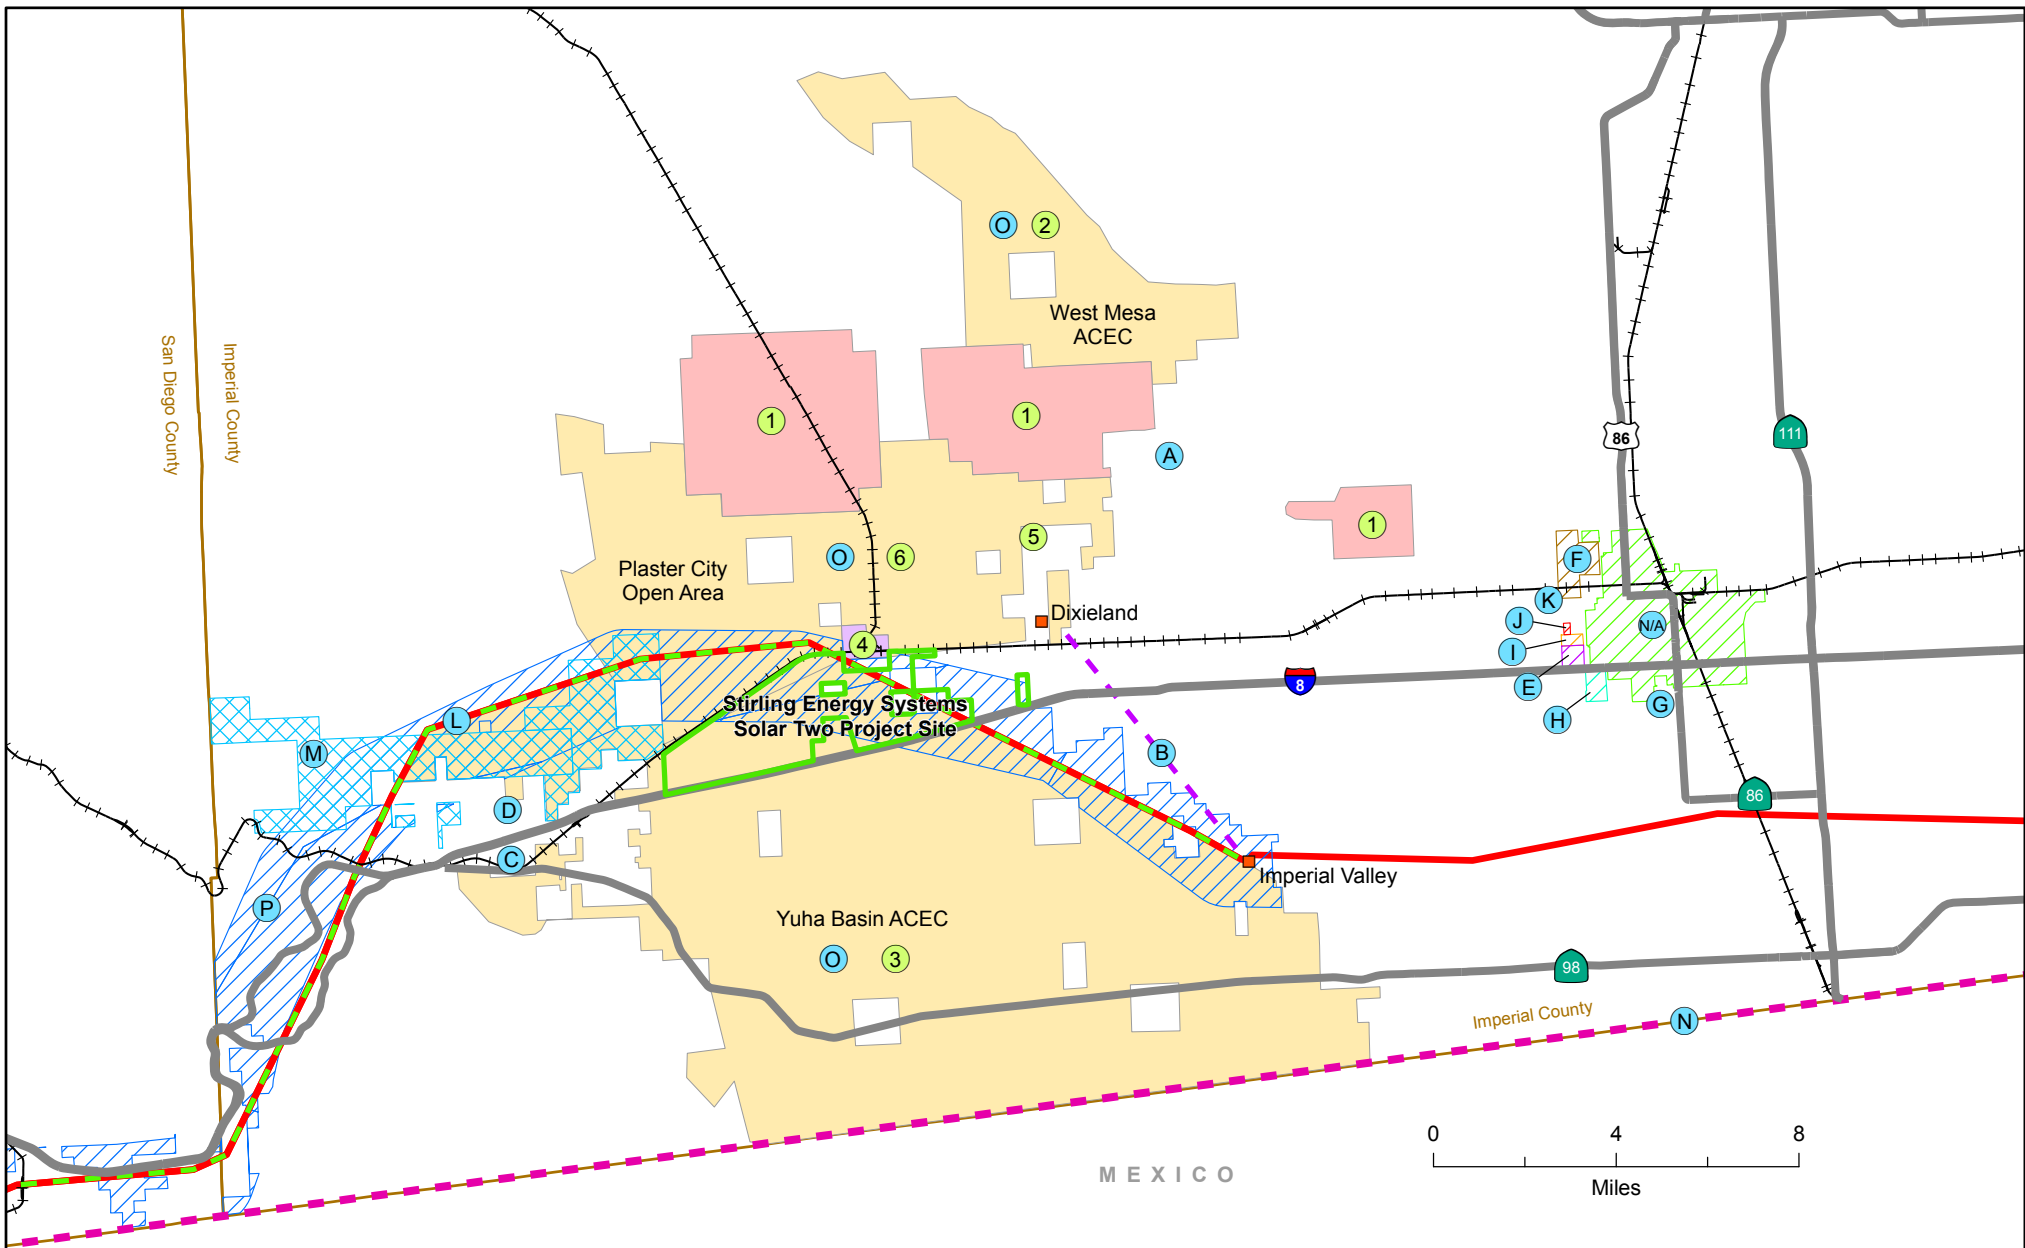 O
2
West Mesa
ACEC
San Diego County
Imperial County
1
1
A
86
111
1
O
6
5
Plaster City
Open Area
F
K
Dixieland
J
N/A
4
I
8
E
H
G
L
Stirling Energy Systems
Solar Two Project Site
M
B
D
86
C
Imperial Valley
P
Yuha Basin ACEC
O
3
98
Imperial County
N
0
4
8
Miles
MEXICO